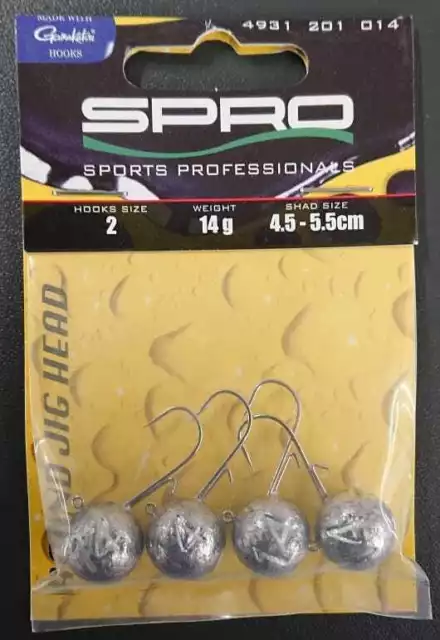 MADE WITH
Gamakatsu
HOOKS
4931 201 014
SPRO
SPORTS PROFESSIONALS
HOOKS SIZE
2
WEIGHT
14 g
SHAD SIZE
4.5 - 5.5cm
JIG HEAD